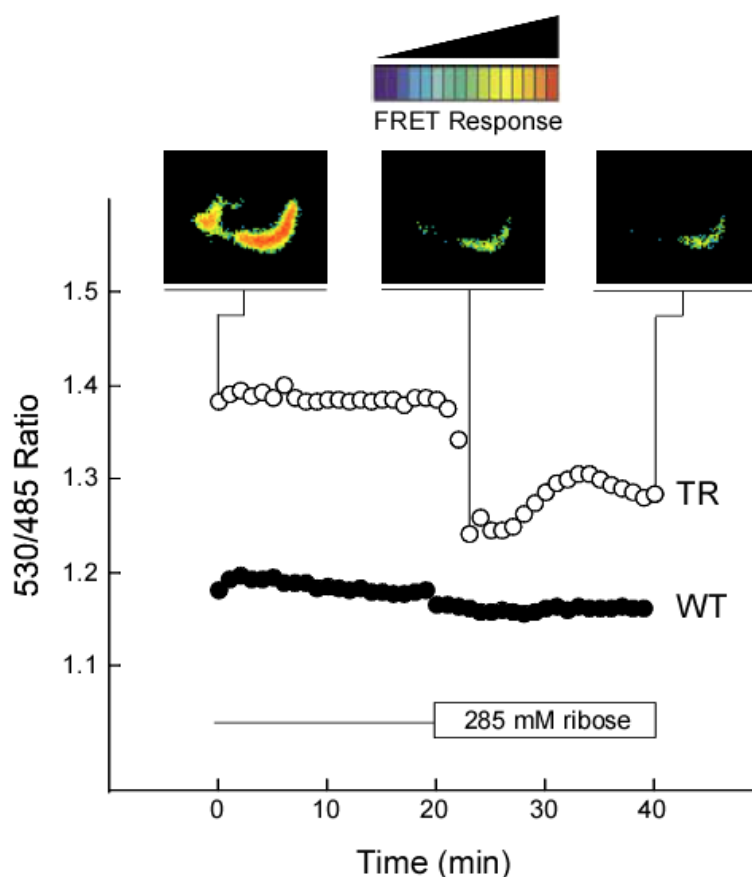 FRET Response
1.5
1.4
1.3
1.2
1.1
530/485 Ratio
TR
WT
285 mM ribose
0 10 20 30 40
Time (min)